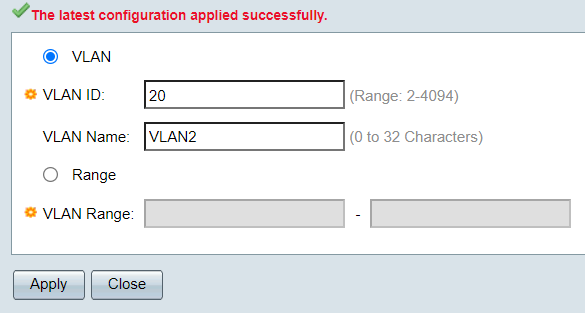 The latest configuration applied successfully.
VLAN
VLAN ID: 20 (Range: 2-4094)
VLAN Name: VLAN2 (0 to 32 Characters)
Range
VLAN Range: -
Apply Close